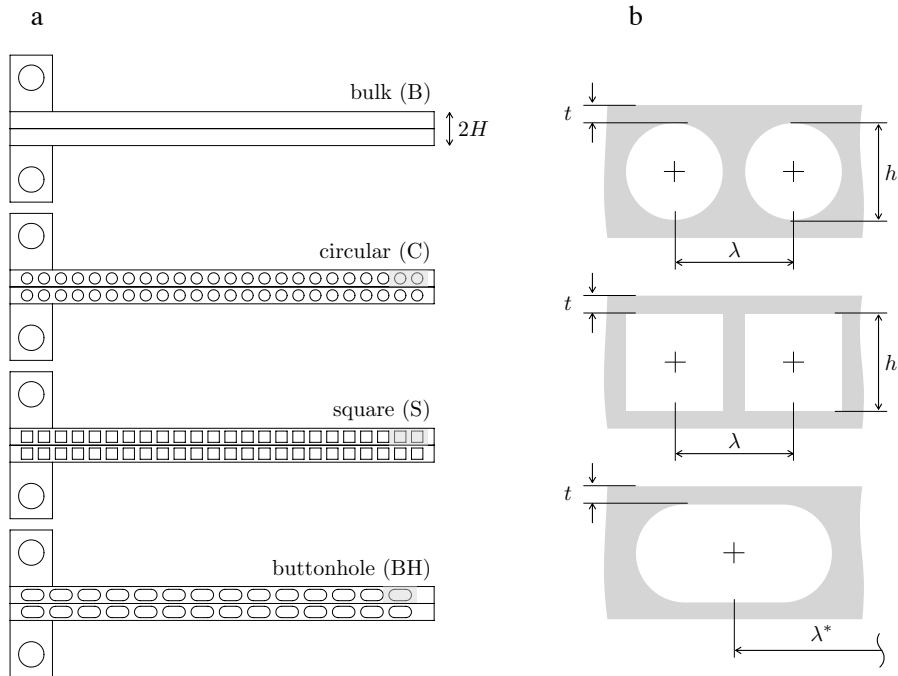 a
bulk (B)
2H
circular (C)
square (S)
buttonhole (BH)
b
t
h
λ
t
h
λ
t
λ*